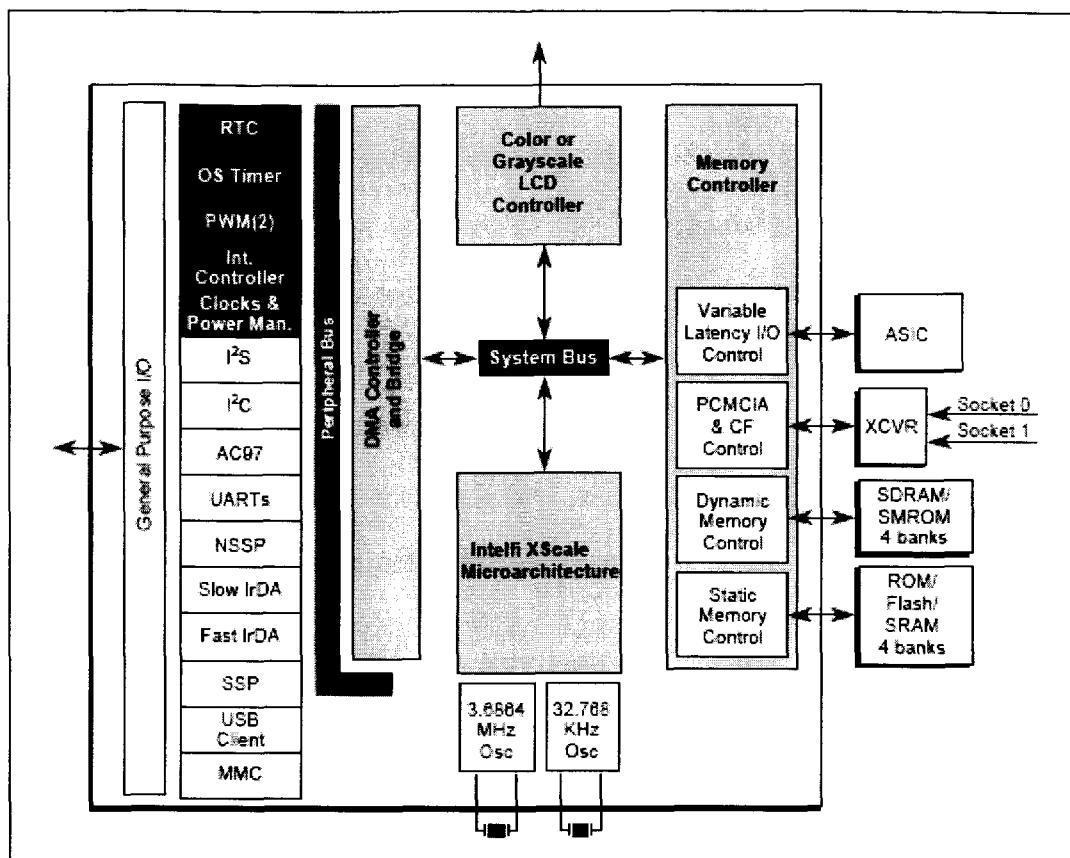 General Purpose I/O
RTC
OS Timer
PWM(2)
Int.
Controller
Clocks &
Power Man.
I²S
I²C
AC97
UARTs
NSSP
Slow IrDA
Fast IrDA
SSP
USB
Client
MMC
Peripheral Bus
DMA Controller
and Bridge
Color or
Grayscale
LCD
Controller
System Bus
Intelfi XScale
Microarchitecture
3.6864
MHz
Osc
32.768
KHz
Osc
Memory
Controller
Variable
Latency I/O
Control
PCMCIA
& CF
Control
Dynamic
Memory
Control
Static
Memory
Control
ASIC
XCVR
Socket 0
Socket 1
SDRAM/
SMROM
4 banks
ROM/
Flash/
SRAM
4 banks